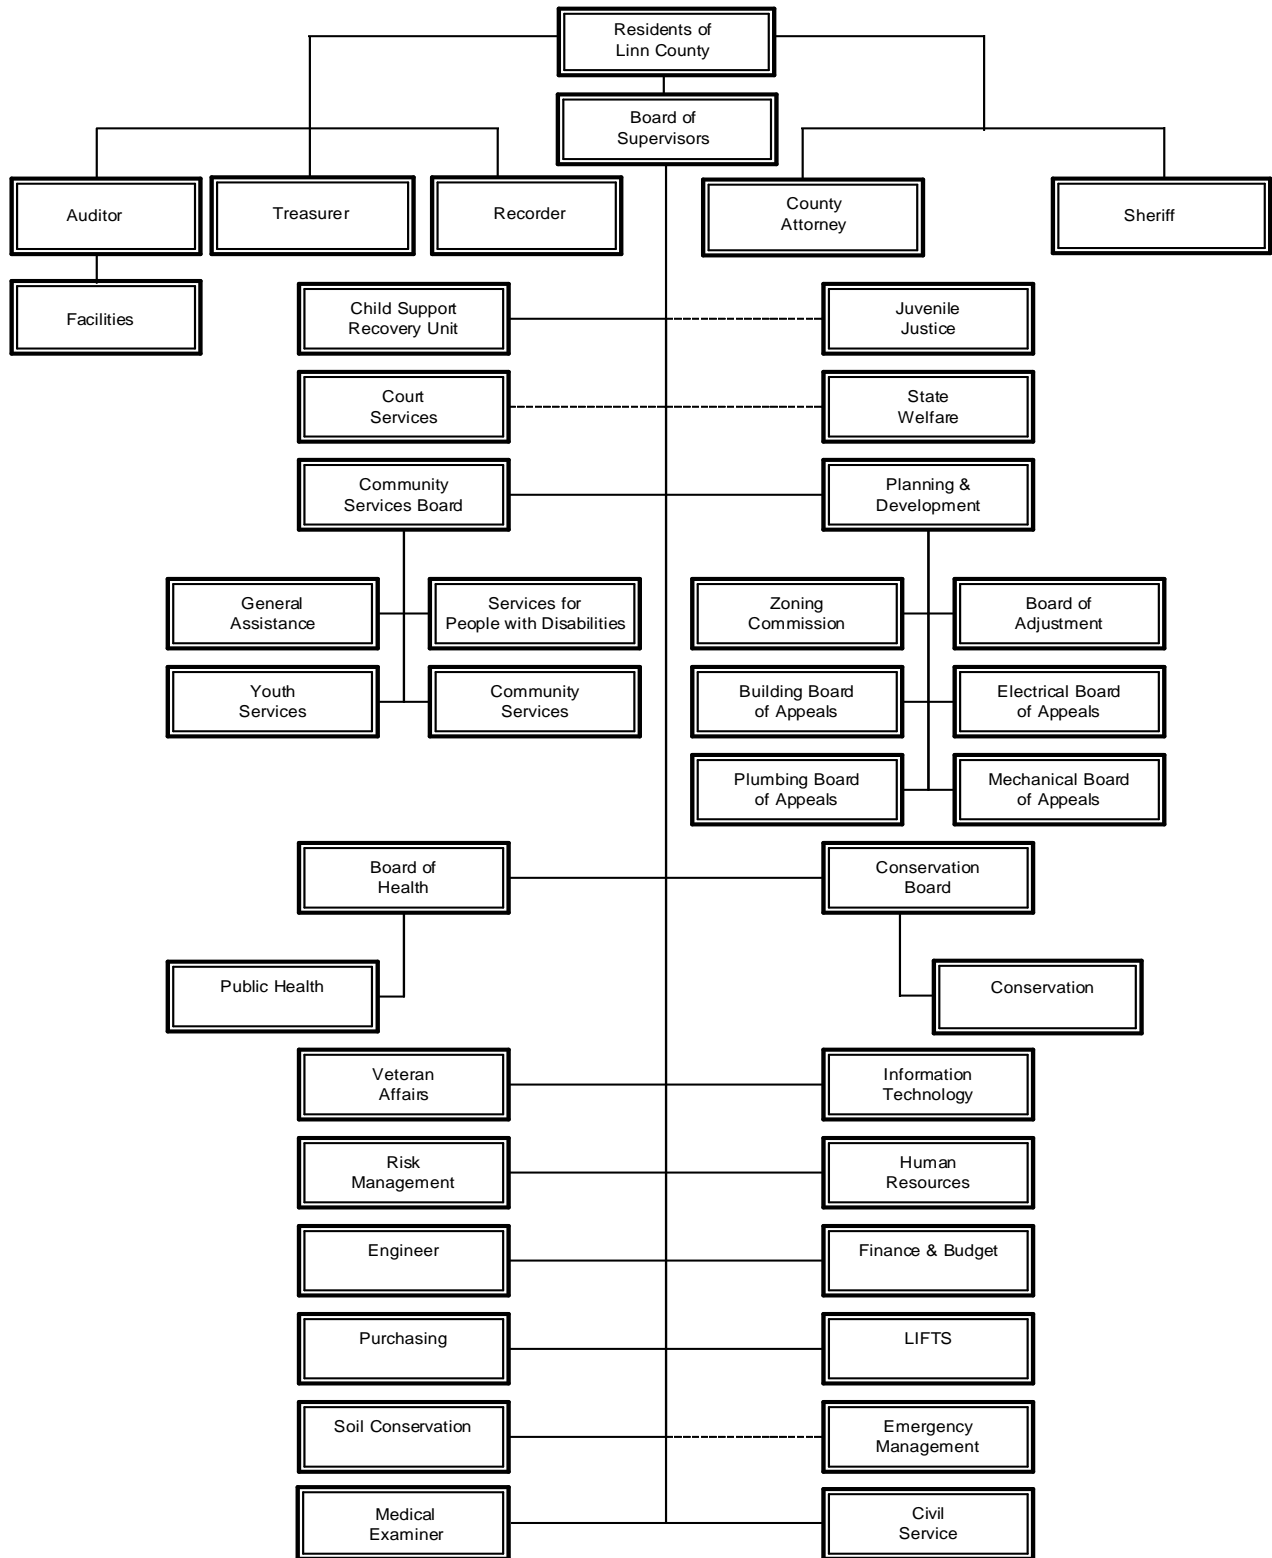 Residents of
Linn County
Board of
Supervisors
Auditor
Treasurer
Recorder
County
Attorney
Sheriff
Facilities
Child Support
Recovery Unit
Juvenile
Justice
Court
Services
State
Welfare
Community
Services Board
Planning &
Development
General
Assistance
Services for
People with Disabilities
Zoning
Commission
Board of
Adjustment
Youth
Services
Community
Services
Building Board
of Appeals
Electrical Board
of Appeals
Plumbing Board
of Appeals
Mechanical Board
of Appeals
Board of
Health
Conservation
Board
Public Health
Conservation
Veteran
Affairs
Information
Technology
Risk
Management
Human
Resources
Engineer
Finance & Budget
Purchasing
LIFTS
Soil Conservation
Emergency
Management
Medical
Examiner
Civil
Service